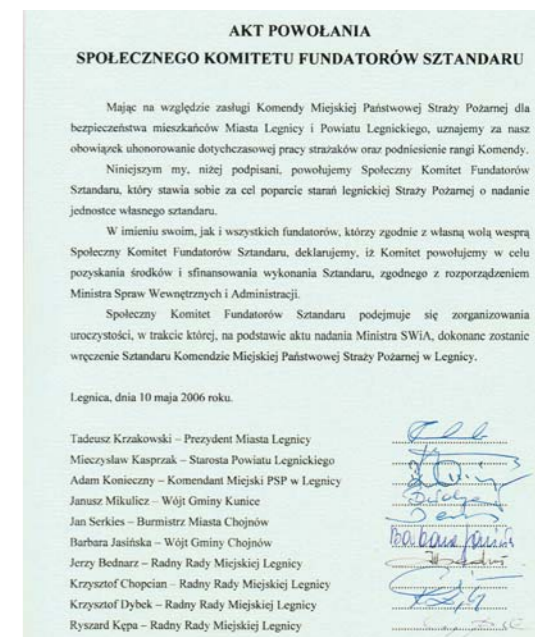 AKT POWOŁANIA
SPOŁECZNEGO KOMITETU FUNDATORÓW SZTANDARU
Mając na względzie zasługi Komendy Miejskiej Państwowej Straży Pożarnej dla
bezpieczeństwa mieszkańców Miasta Legnicy i Powiatu Legnickiego, uznajemy za nasz
obowiązek uhonorowanie dotychczasowej pracy strażaków oraz podniesienie rangi Komendy.
Niniejszym my, niżej podpisani, powołujemy Społeczny Komitet Fundatorów
Sztandaru, który stawia sobie za cel poparcie starań legnickiej Straży Pożarnej o nadanie
jednostce własnego sztandaru.
W imieniu swoim, jak i wszystkich fundatorów, którzy zgodnie z własną wolą wesprą
Społeczny Komitet Fundatorów Sztandaru, deklarujemy, iż Komitet powołujemy w celu
pozyskania środków i sfinansowania wykonania Sztandaru, zgodnego z rozporządzeniem
Ministra Spraw Wewnętrznych i Administracji.
Społeczny Komitet Fundatorów Sztandaru podejmuje się zorganizowania
uroczystości, w trakcie której, na podstawie aktu nadania Ministra SWiA, dokonane zostanie
wręczenie Sztandaru Komendzie Miejskiej Państwowej Straży Pożarnej w Legnicy.
Legnica, dnia 10 maja 2006 roku.
Tadeusz Krzakowski – Prezydent Miasta Legnicy
Mieczysław Kasprzak – Starosta Powiatu Legnickiego
Adam Konieczny – Komendant Miejski PSP w Legnicy
Janusz Mikulicz – Wójt Gminy Kunice
Jan Serkies – Burmistrz Miasta Chojnów
Barbara Jasińska – Wójt Gminy Chojnów
Jerzy Bednarz – Radny Rady Miejskiej Legnicy
Krzysztof Chopcian – Radny Rady Miejskiej Legnicy
Krzysztof Dybek – Radny Rady Miejskiej Legnicy
Ryszard Kępa – Radny Rady Miejskiej Legnicy